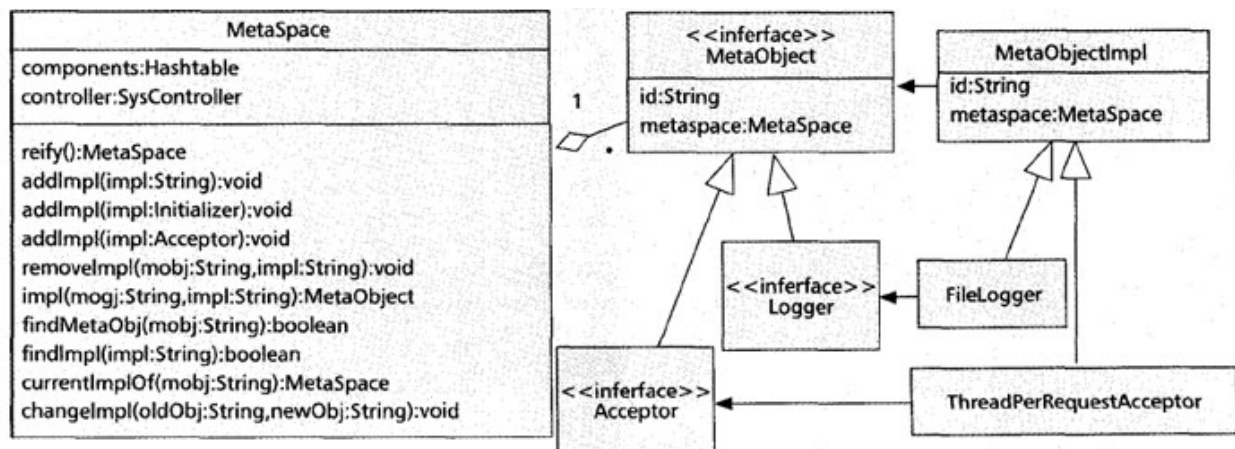 MetaSpace
components:Hashtable
controller:SysController
reify():MetaSpace
addImpl(impl:String):void
addImpl(impl:Initializer):void
addImpl(impl:Acceptor):void
removeImpl(mobj:String,impl:String):void
impl(mogj:String,impl:String):MetaObject
findMetaObj(mobj:String):boolean
findImpl(impl:String):boolean
currentImplOf(mobj:String):MetaSpace
changeImpl(oldObj:String,newObj:String):void
1
<<inferface>>
MetaObject
id:String
metaspace:MetaSpace
MetaObjectImpl
id:String
metaspace:MetaSpace
<<inferface>>
Logger
FileLogger
<<inferface>>
Acceptor
ThreadPerRequestAcceptor